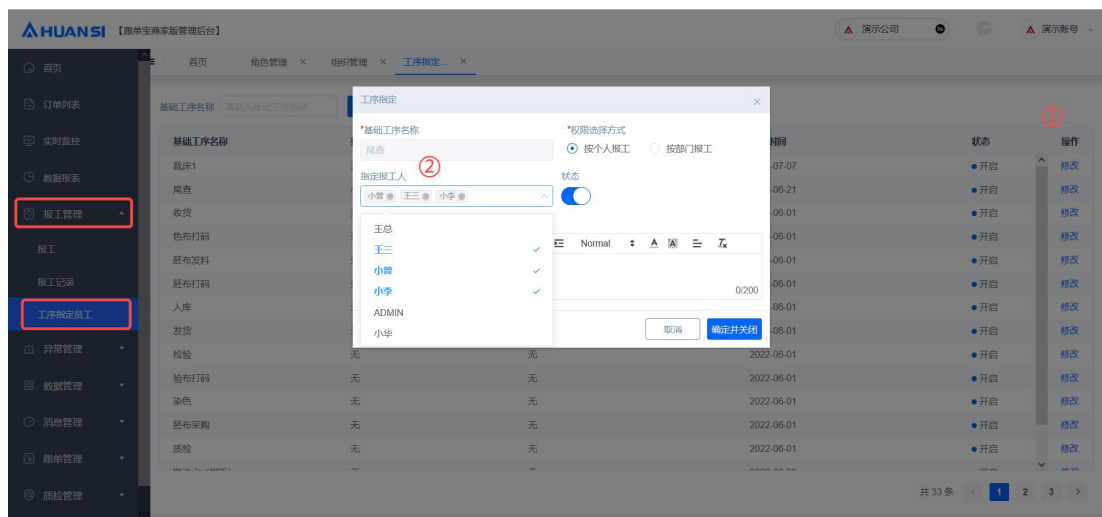 HUANSI 【跟单宝商家版管理后台】 演示公司 演示账号
首页 首页 角色管理 × 组织管理 × 工序指定... ×
订单列表
实时监控
数据报表
报工管理
报工
报工记录
工序指定员工
异常管理
数据管理
消息管理
跟单管理
质检管理
基础工序名称 请输入基础工序名称
①
基础工序名称 时间 状态 操作
裁床1 -07-07 开启 修改
尾查 -06-21 开启 修改
收货 -06-01 开启 修改
色布打码 -06-01 开启 修改
胚布发料 -06-01 开启 修改
胚布打码 -06-01 开启 修改
入库 -06-01 开启 修改
发货 -06-01 开启 修改
检验 无 无 2022-06-01 开启 修改
验布打码 无 无 2022-06-01 开启 修改
染色 无 无 2022-06-01 开启 修改
胚布采购 无 无 2022-06-01 开启 修改
质检 无 无 2022-06-01 开启 修改
共 33 条 < 1 2 3 >
工序指定 ×
*基础工序名称 *权限选择方式
尾查 按个人报工 按部门报工
②
指定报工人 状态
小曾 王三 小李
王总
王三
小曾
小李
ADMIN
小华
Normal
0/200
取消 确定并关闭